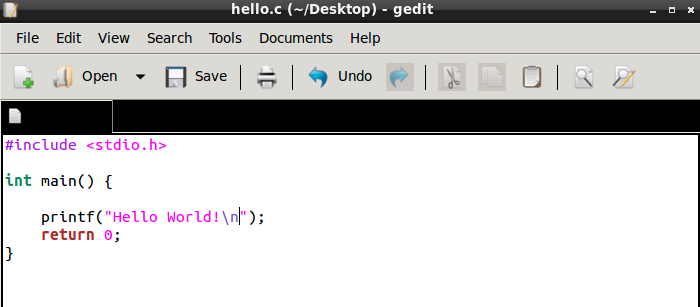 hello.c (~/Desktop) - gedit
File Edit View Search Tools Documents Help
Open Save Undo
#include <stdio.h>
int main() {
    printf("Hello World!\n");
    return 0;
}